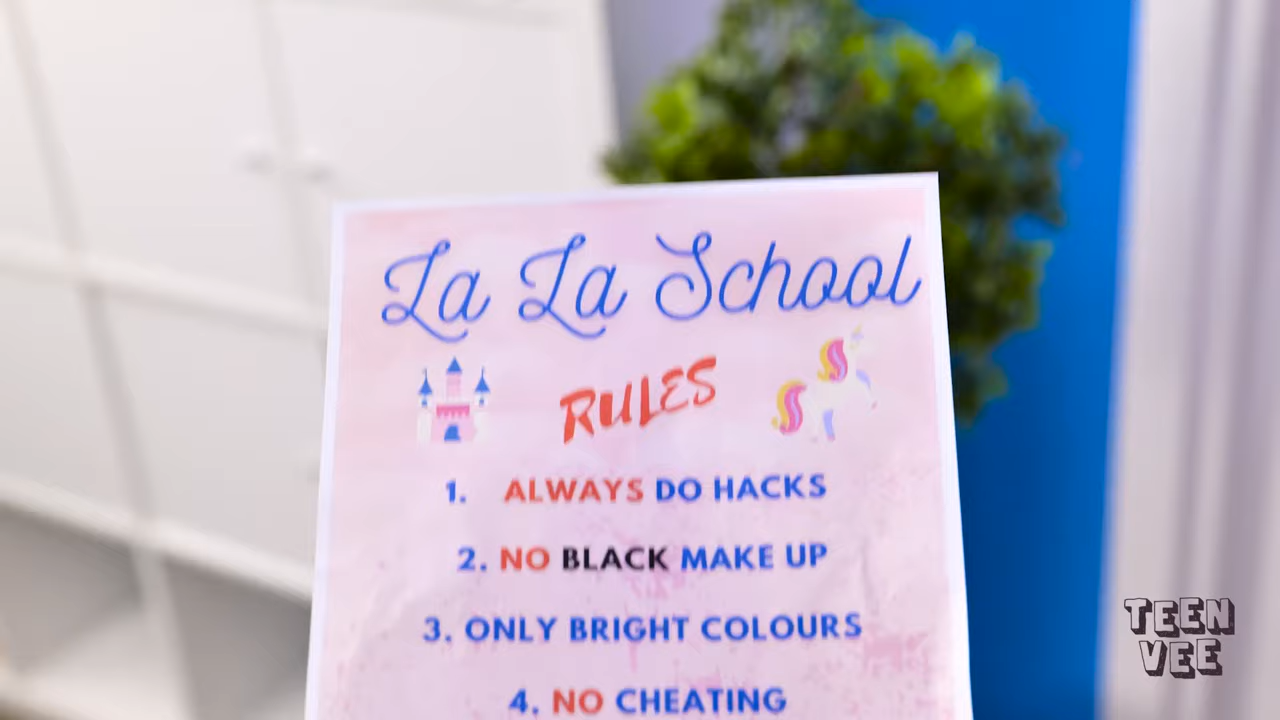 La La School
RULES
1. ALWAYS DO HACKS
2. NO BLACK MAKE UP
3. ONLY BRIGHT COLOURS
4. NO CHEATING
TEEN
VEE